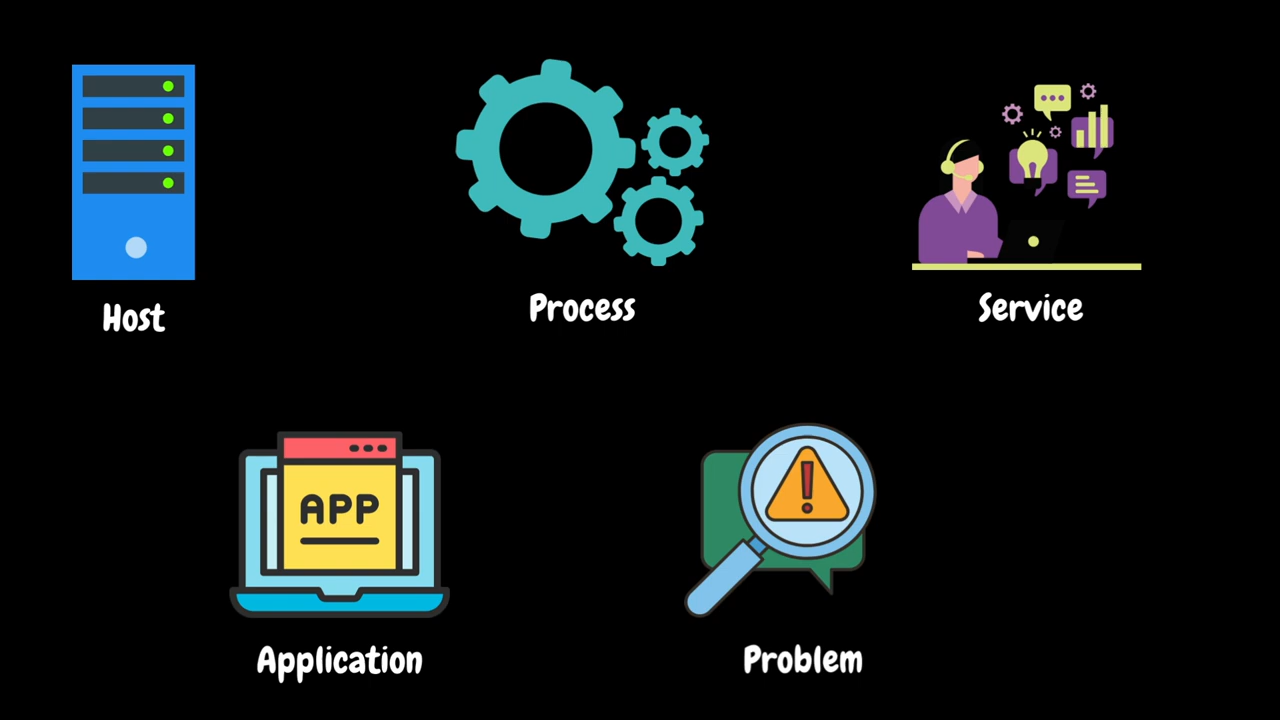 Host
Process
Service
APP
Application
Problem